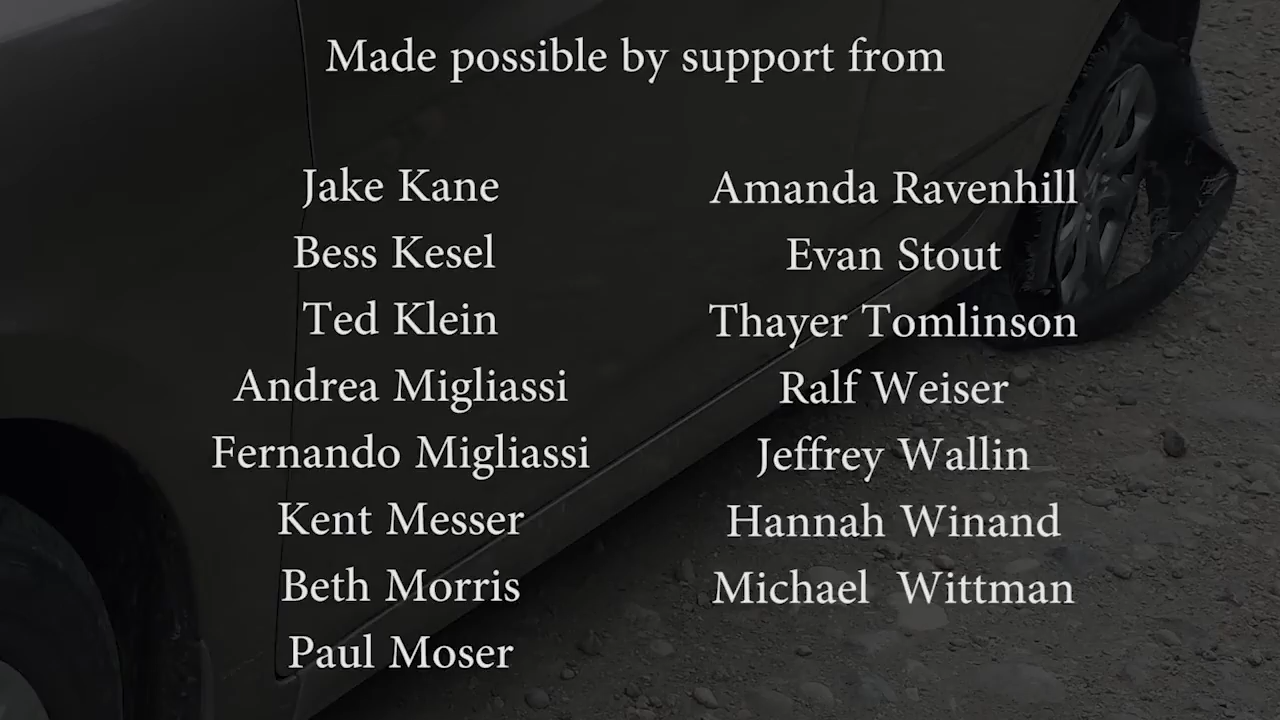 Made possible by support from
Jake Kane
Bess Kesel
Ted Klein
Andrea Migliassi
Fernando Migliassi
Kent Messer
Beth Morris
Paul Moser
Amanda Ravenhill
Evan Stout
Thayer Tomlinson
Ralf Weiser
Jeffrey Wallin
Hannah Winand
Michael  Wittman